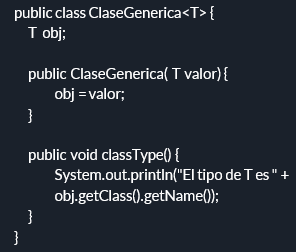 public class ClaseGenerica<T> {
T obj;
public ClaseGenerica( T valor) {
obj = valor;
}
public void classType() {
System.out.println("El tipo de T es " +
obj.getClass().getName());
}
}